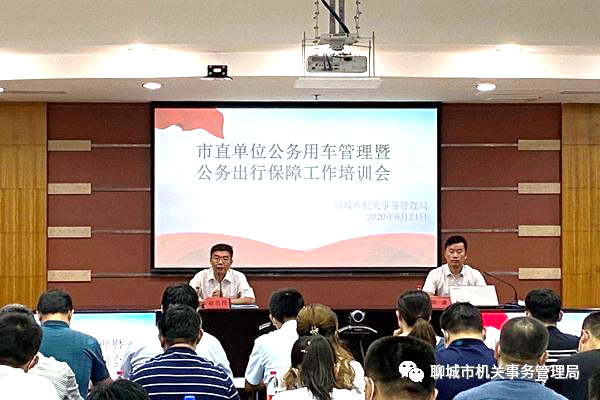 市直单位公务用车管理暨
公务出行保障工作培训会
聊城市机关事务管理局
2020年6月24日
聊城市机关事务管理局